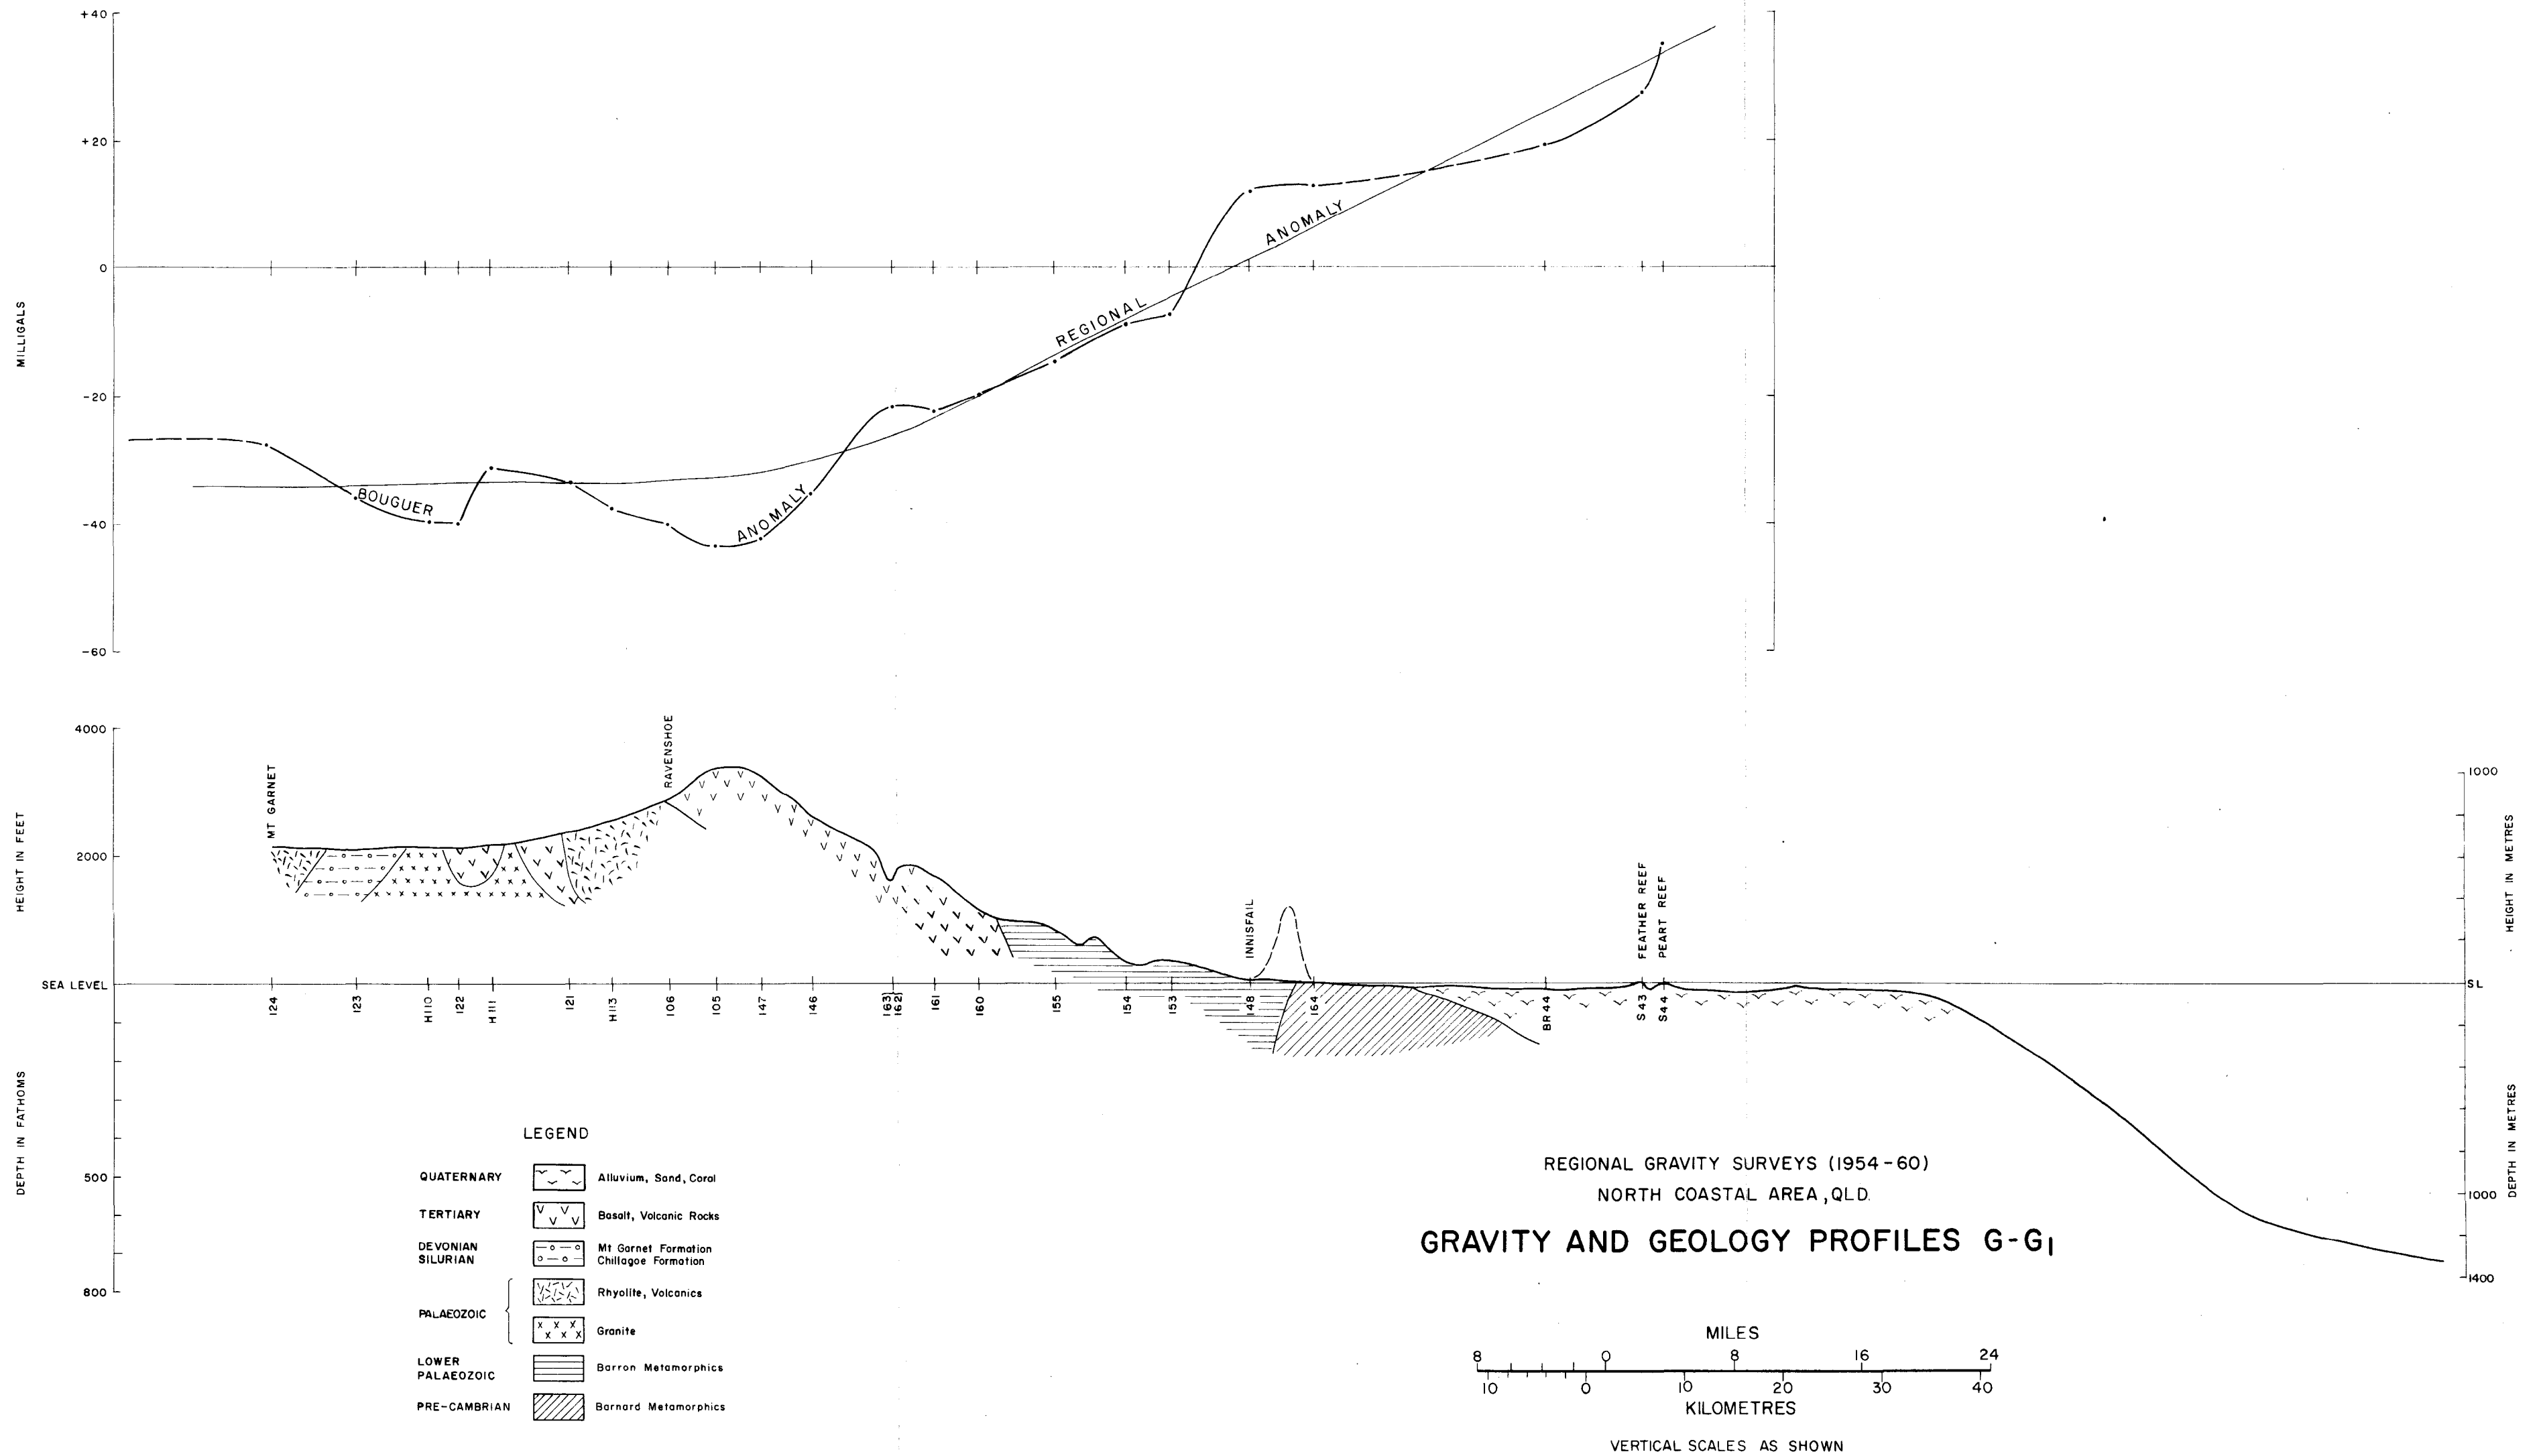 +40
+20
0
-20
-40
-60
MILLIGALS
BOUGUER
ANOMALY
REGIONAL
ANOMALY
4000
2000
SEA LEVEL
500
800
HEIGHT IN FEET
DEPTH IN FATHOMS
MT GARNET
RAVENSHOE
INNISFAIL
FEATHER REEF
PEART REEF
124
123
H110
122
H111
121
H113
106
105
147
146
163
162
161
160
155
154
153
148
164
BR 44
S 43
S 44
1000
SL
1000
1400
HEIGHT IN METRES
DEPTH IN METRES
LEGEND
QUATERNARY Alluvium, Sand, Coral
TERTIARY Basalt, Volcanic Rocks
DEVONIAN Mt Garnet Formation
SILURIAN Chillagoe Formation
PALAEOZOIC
Rhyolite, Volcanics
Granite
LOWER
PALAEOZOIC
Barron Metamorphics
PRE-CAMBRIAN Barnard Metamorphics
REGIONAL GRAVITY SURVEYS (1954-60)
NORTH COASTAL AREA, QLD.
GRAVITY AND GEOLOGY PROFILES G-G1
MILES
8 0 8 16 24
10 0 10 20 30 40
KILOMETRES
VERTICAL SCALES AS SHOWN